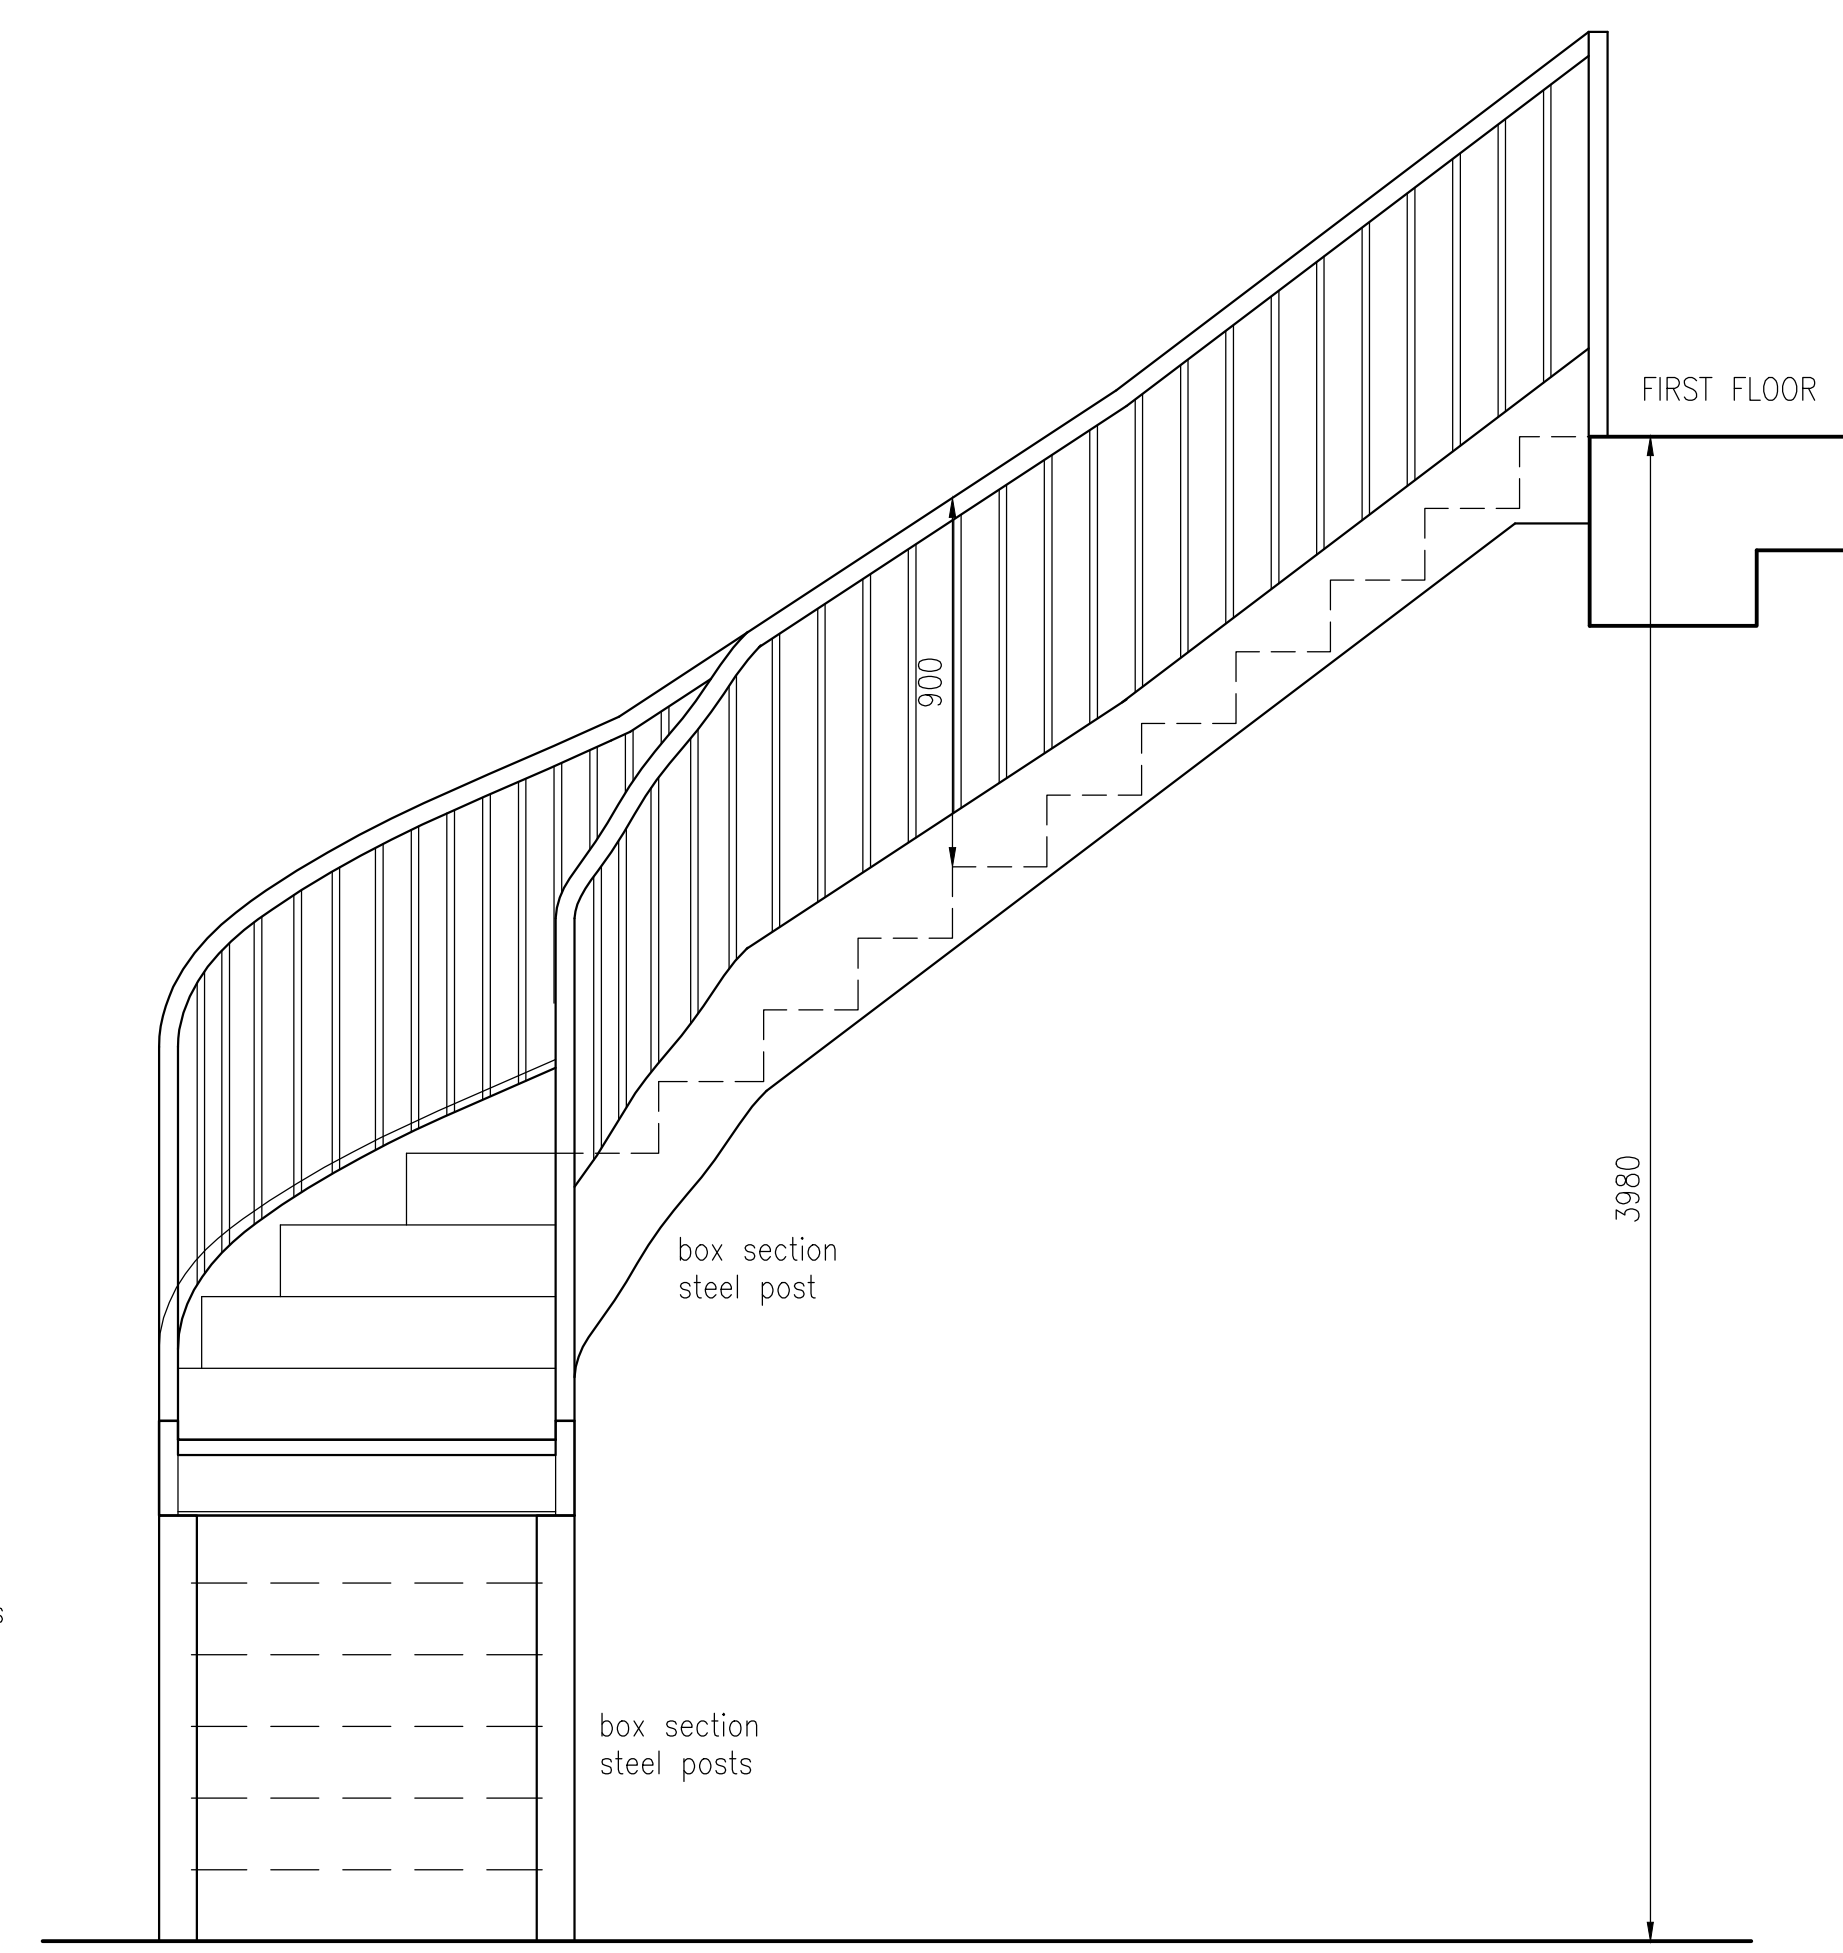 FIRST FLOOR
900
3980
box section
steel post
box section
steel posts
s